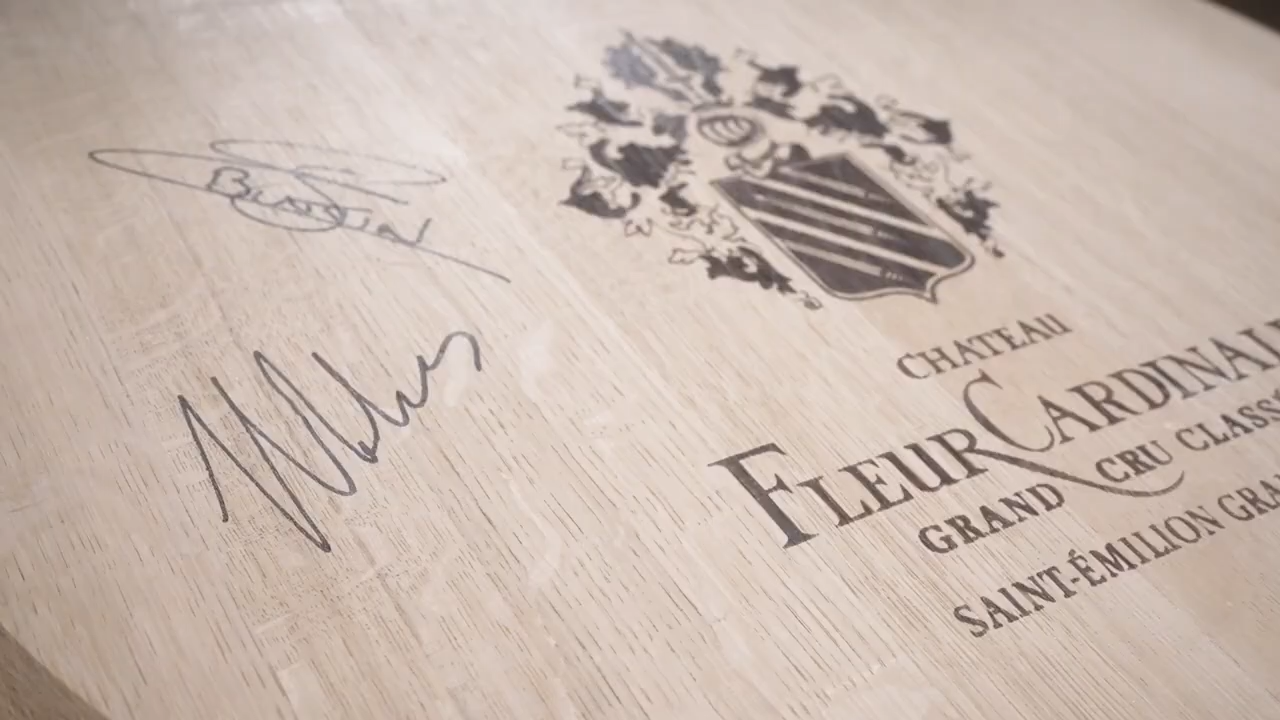 CHATEAU
FLEUR CARDINAL
GRAND CRU CLASS
SAINT-ÉMILION GRA